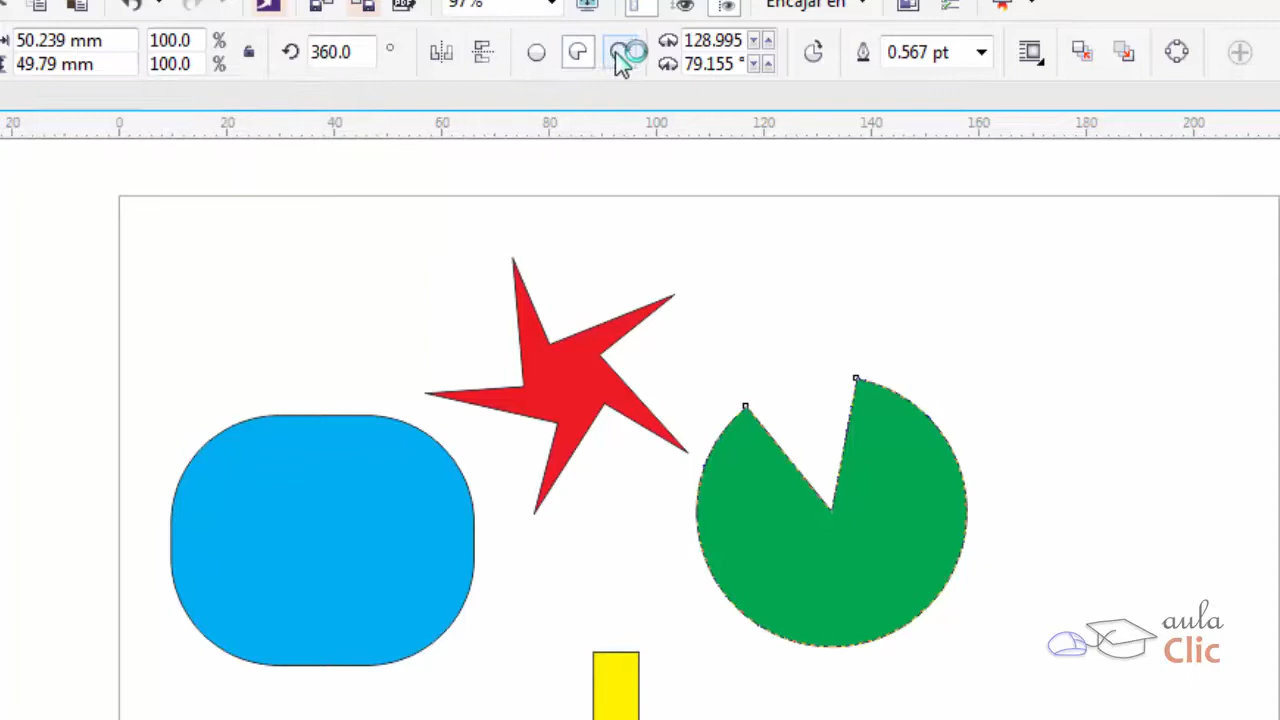 97%
Encajar en
50.239 mm 100.0 % 360.0 ° 128.995 0.567 pt
49.79 mm 100.0 % 79.155 °
20 0 20 40 60 80 100 120 140 160 180 200
aula
Clic